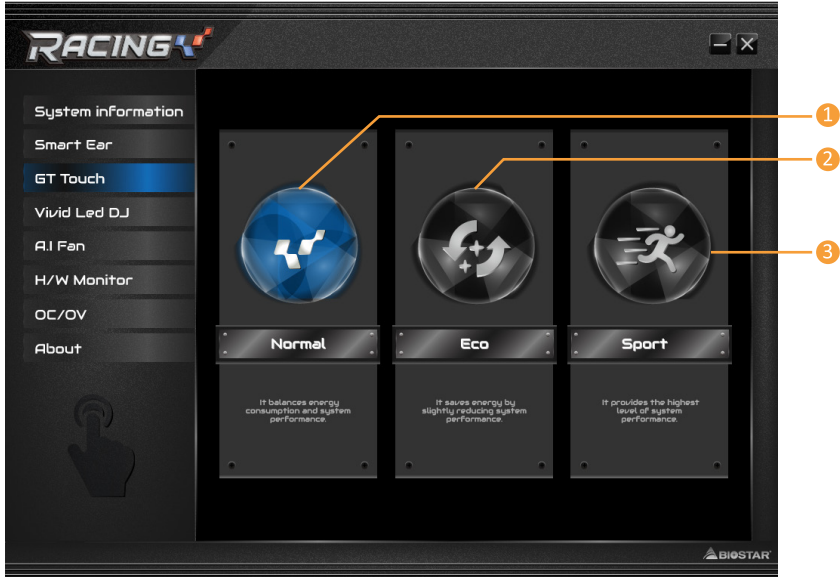 RACING
System information
Smart Ear
GT Touch
Vivid Led DJ
A.I Fan
H/W Monitor
OC/OV
About
1
2
3
Normal
It balances energy
consumption and system
performance.
Eco
It saves energy by
slightly reducing system
performance.
Sport
It provides the highest
level of system
performance.
BIOSTAR